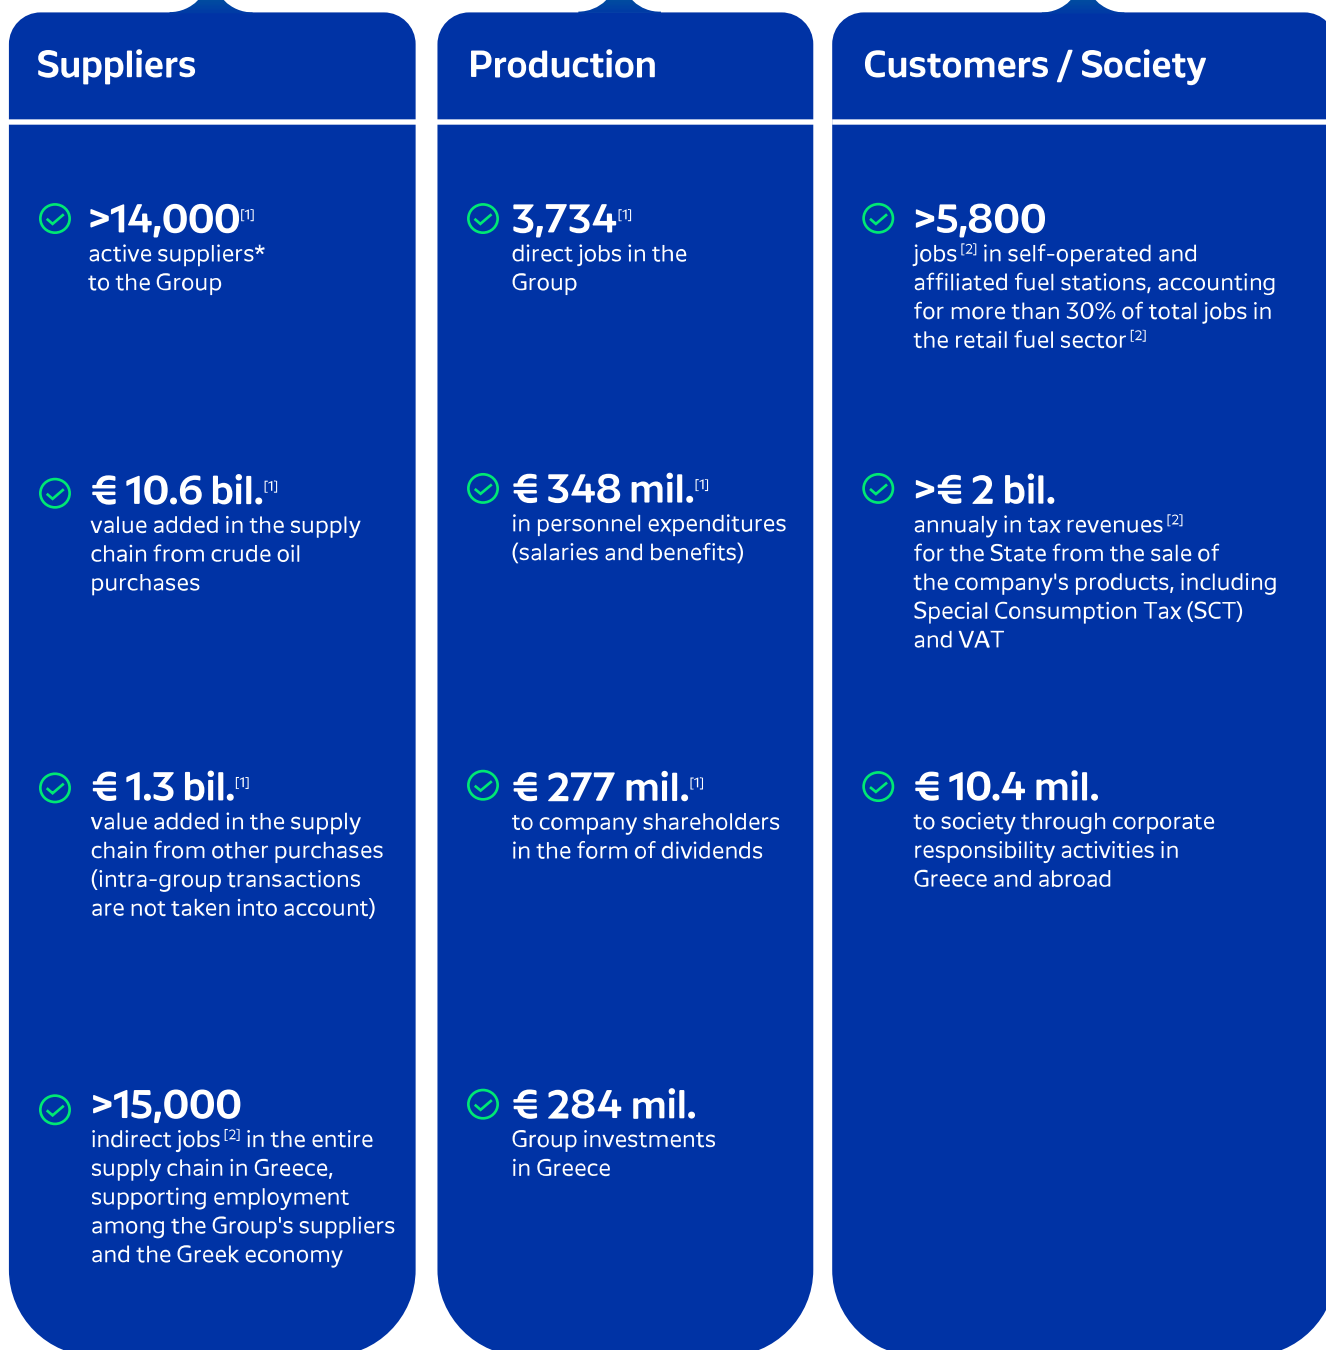 Suppliers
>14,000[1]
active suppliers*
to the Group
€ 10.6 bil.[1]
value added in the supply
chain from crude oil
purchases
€ 1.3 bil.[1]
value added in the supply
chain from other purchases
(intra-group transactions
are not taken into account)
>15,000
indirect jobs [2] in the entire
supply chain in Greece,
supporting employment
among the Group's suppliers
and the Greek economy
Production
3,734[1]
direct jobs in the
Group
€ 348 mil.[1]
in personnel expenditures
(salaries and benefits)
€ 277 mil.[1]
to company shareholders
in the form of dividends
€ 284 mil.
Group investments
in Greece
Customers / Society
>5,800
jobs [2] in self-operated and
affiliated fuel stations, accounting
for more than 30% of total jobs in
the retail fuel sector [2]
>€ 2 bil.
annualy in tax revenues [2]
for the State from the sale of
the company's products, including
Special Consumption Tax (SCT)
and VAT
€ 10.4 mil.
to society through corporate
responsibility activities in
Greece and abroad